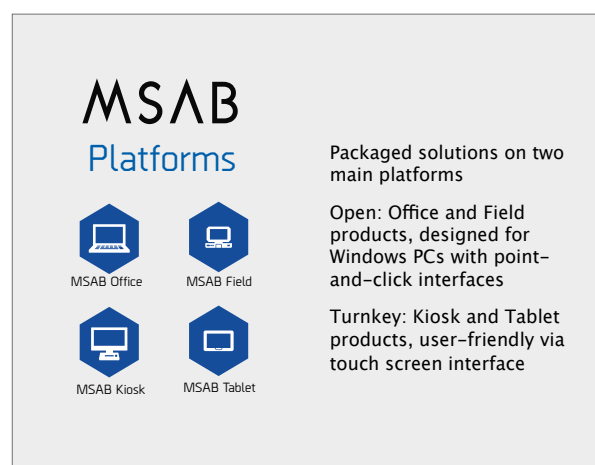 MSAB
Platforms
MSAB Office
MSAB Field
MSAB Kiosk
MSAB Tablet
Packaged solutions on two
main platforms
Open: Office and Field
products, designed for
Windows PCs with point–
and–click interfaces
Turnkey: Kiosk and Tablet
products, user–friendly via
touch screen interface